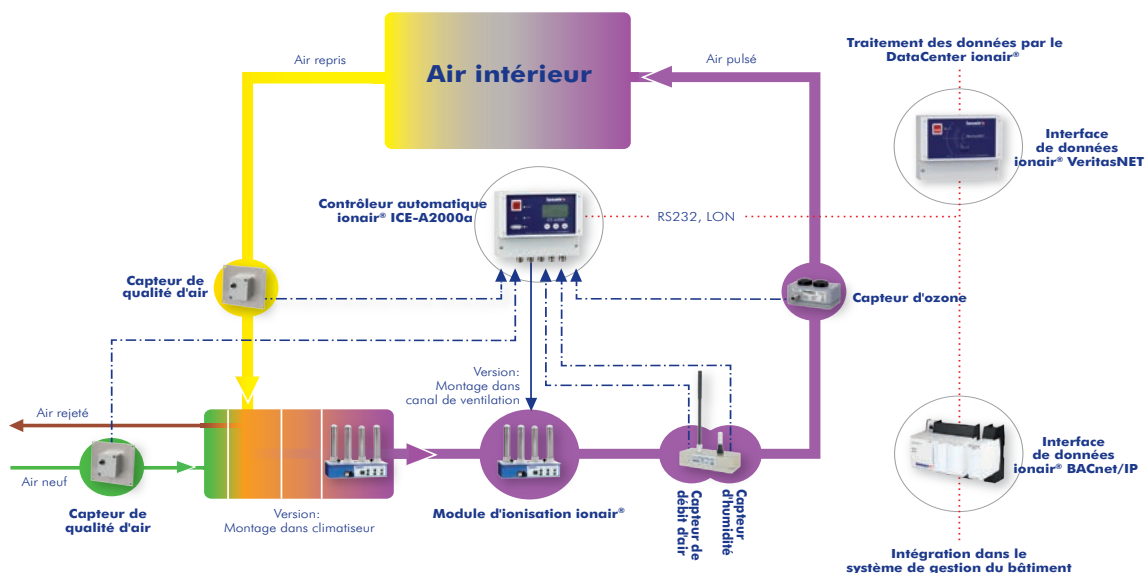 Traitement des données par le
DataCenter ionair®
Air repris
Air intérieur
Air pulsé
Interface
de données
ionair® VeritasNET
Contrôleur automatique
ionair® ICE-A2000a
RS232, LON
Capteur de
qualité d'air
Capteur d'ozone
Version:
Montage dans
canal de ventilation
Air rejeté
Air neuf
Interface
de données
ionair® BACnet/IP
Capteur de
qualité d'air
Version:
Montage dans climatiseur
Module d'ionisation ionair®
Capteur de
débit d'air
Capteur
d'humidité
Intégration dans le
système de gestion du bâtiment